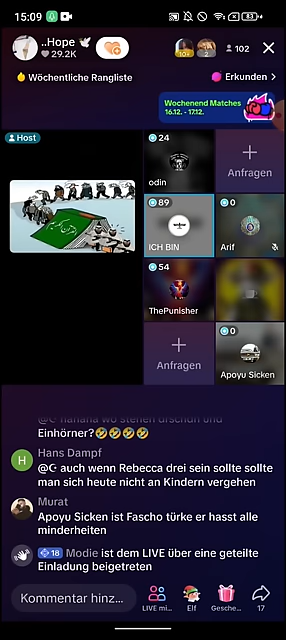 15:09
83
..Hope 🕊
29.2K
10+
2
102
Wöchentliche Rangliste
Erkunden >
Wochenend Matches
16.12. - 17.12.
Host
24
odin
+
Anfragen
89
ICH BIN
0
Arif
54
ThePunisher
+
Anfragen
0
Apoyu Sicken
Einhörner?🤣🤣🤣🤣
H
Hans Dampf
@☪ auch wenn Rebecca drei sein sollte sollte
man sich heute nicht an Kindern vergehen
Murat
Apoyu Sicken ist Fascho türke er hasst alle
minderheiten
18 Modie ist dem LIVE über eine geteilte
Einladung beigetreten
Kommentar hinz...
LIVE mi...
Elf
Gesche...
17